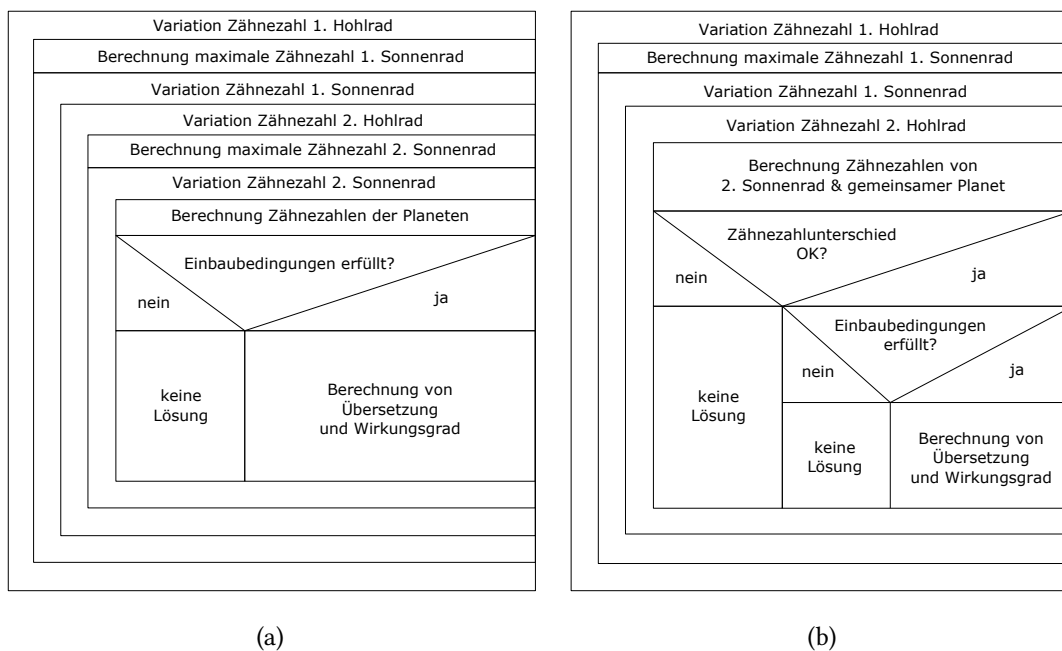 Variation Zähnezahl 1. Hohlrad
Berechnung maximale Zähnezahl 1. Sonnenrad
Variation Zähnezahl 1. Sonnenrad
Variation Zähnezahl 2. Hohlrad
Berechnung maximale Zähnezahl 2. Sonnenrad
Variation Zähnezahl 2. Sonnenrad
Berechnung Zähnezahlen der Planeten
Einbaubedingungen erfüllt?
nein
ja
keine
Lösung
Berechnung von
Übersetzung
und Wirkungsgrad
(a)
Variation Zähnezahl 1. Hohlrad
Berechnung maximale Zähnezahl 1. Sonnenrad
Variation Zähnezahl 1. Sonnenrad
Variation Zähnezahl 2. Hohlrad
Berechnung Zähnezahlen von
2. Sonnenrad & gemeinsamer Planet
Zähnezahlunterschied
OK?
nein
ja
keine
Lösung
Einbaubedingungen
erfüllt?
nein
ja
keine
Lösung
Berechnung von
Übersetzung
und Wirkungsgrad
(b)